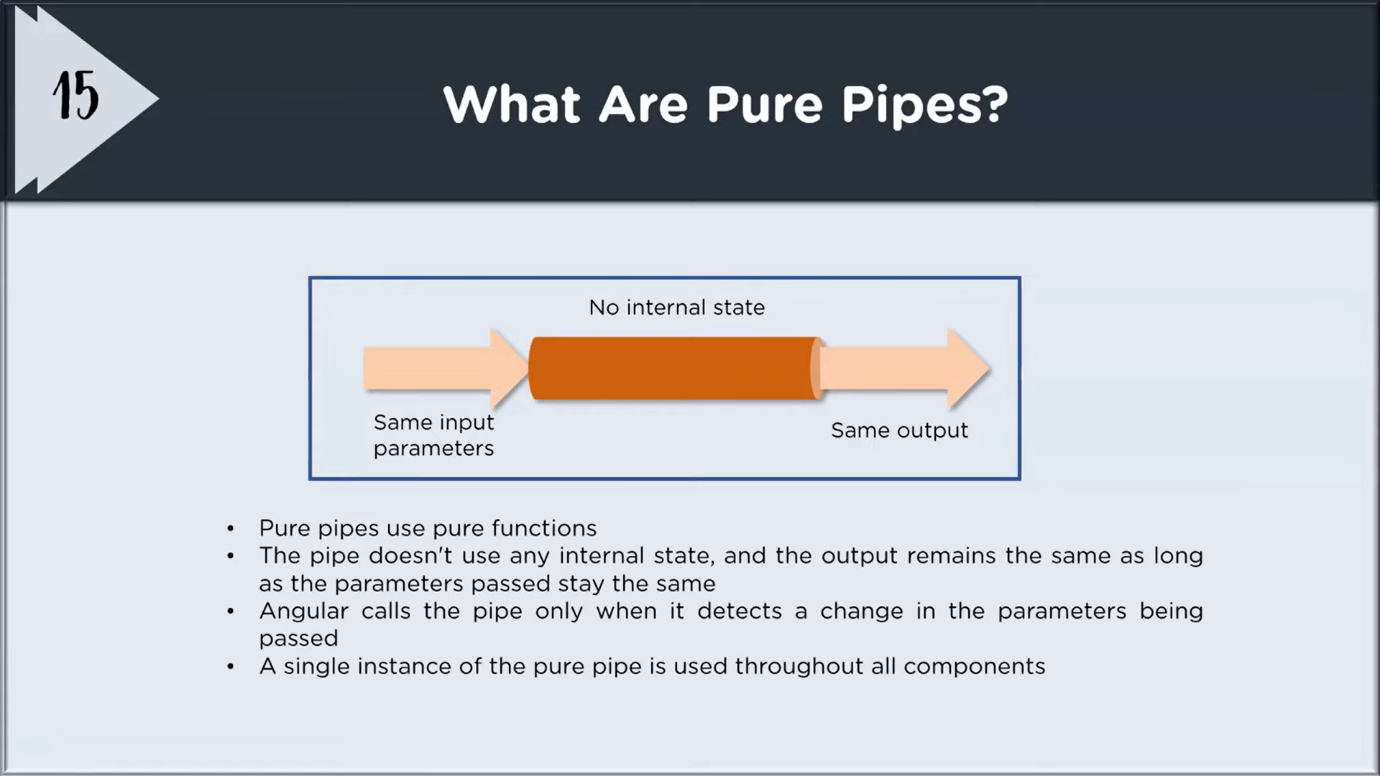 15
What Are Pure Pipes?
No internal state
Same input
parameters
Same output
• Pure pipes use pure functions
• The pipe doesn't use any internal state, and the output remains the same as long
as the parameters passed stay the same
• Angular calls the pipe only when it detects a change in the parameters being
passed
• A single instance of the pure pipe is used throughout all components